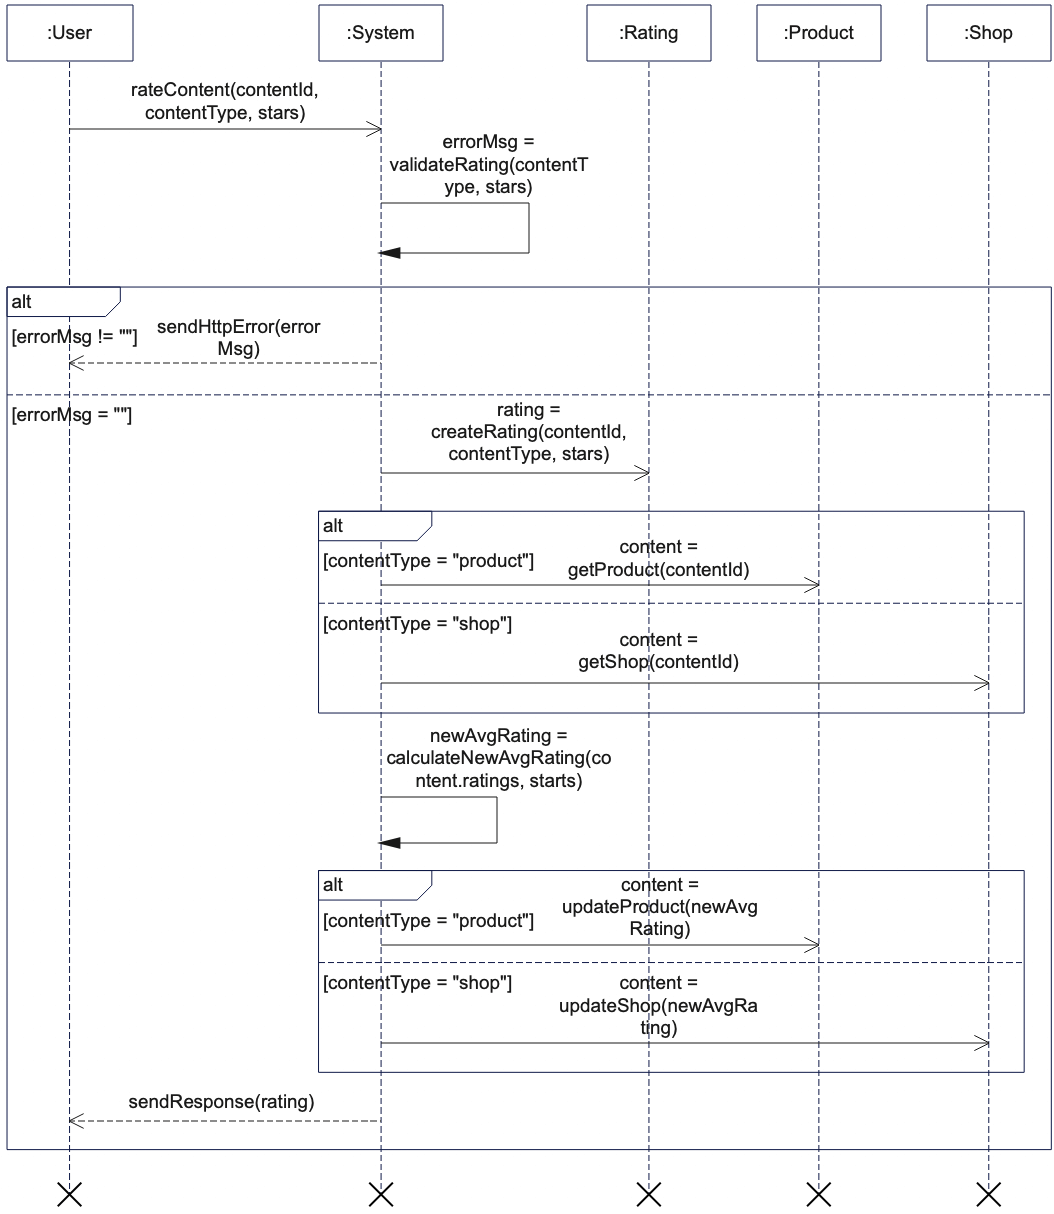 :User
:System
:Rating
:Product
:Shop
rateContent(contentId,
contentType, stars)
errorMsg =
validateRating(contentT
ype, stars)
alt
[errorMsg != ""]
sendHttpError(error
Msg)
[errorMsg = ""]
rating =
createRating(contentId,
contentType, stars)
alt
[contentType = "product"]
content =
getProduct(contentId)
[contentType = "shop"]
content =
getShop(contentId)
newAvgRating =
calculateNewAvgRating(co
ntent.ratings, starts)
alt
[contentType = "product"]
content =
updateProduct(newAvg
Rating)
[contentType = "shop"]
content =
updateShop(newAvgRa
ting)
sendResponse(rating)